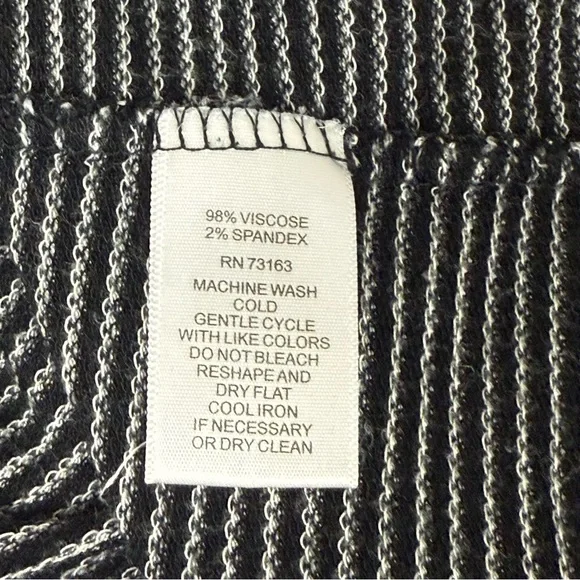 98% VISCOSE
2% SPANDEX
RN 73163
MACHINE WASH
COLD
GENTLE CYCLE
WITH LIKE COLORS
DO NOT BLEACH
RESHAPE AND
DRY FLAT
COOL IRON
IF NECESSARY
OR DRY CLEAN